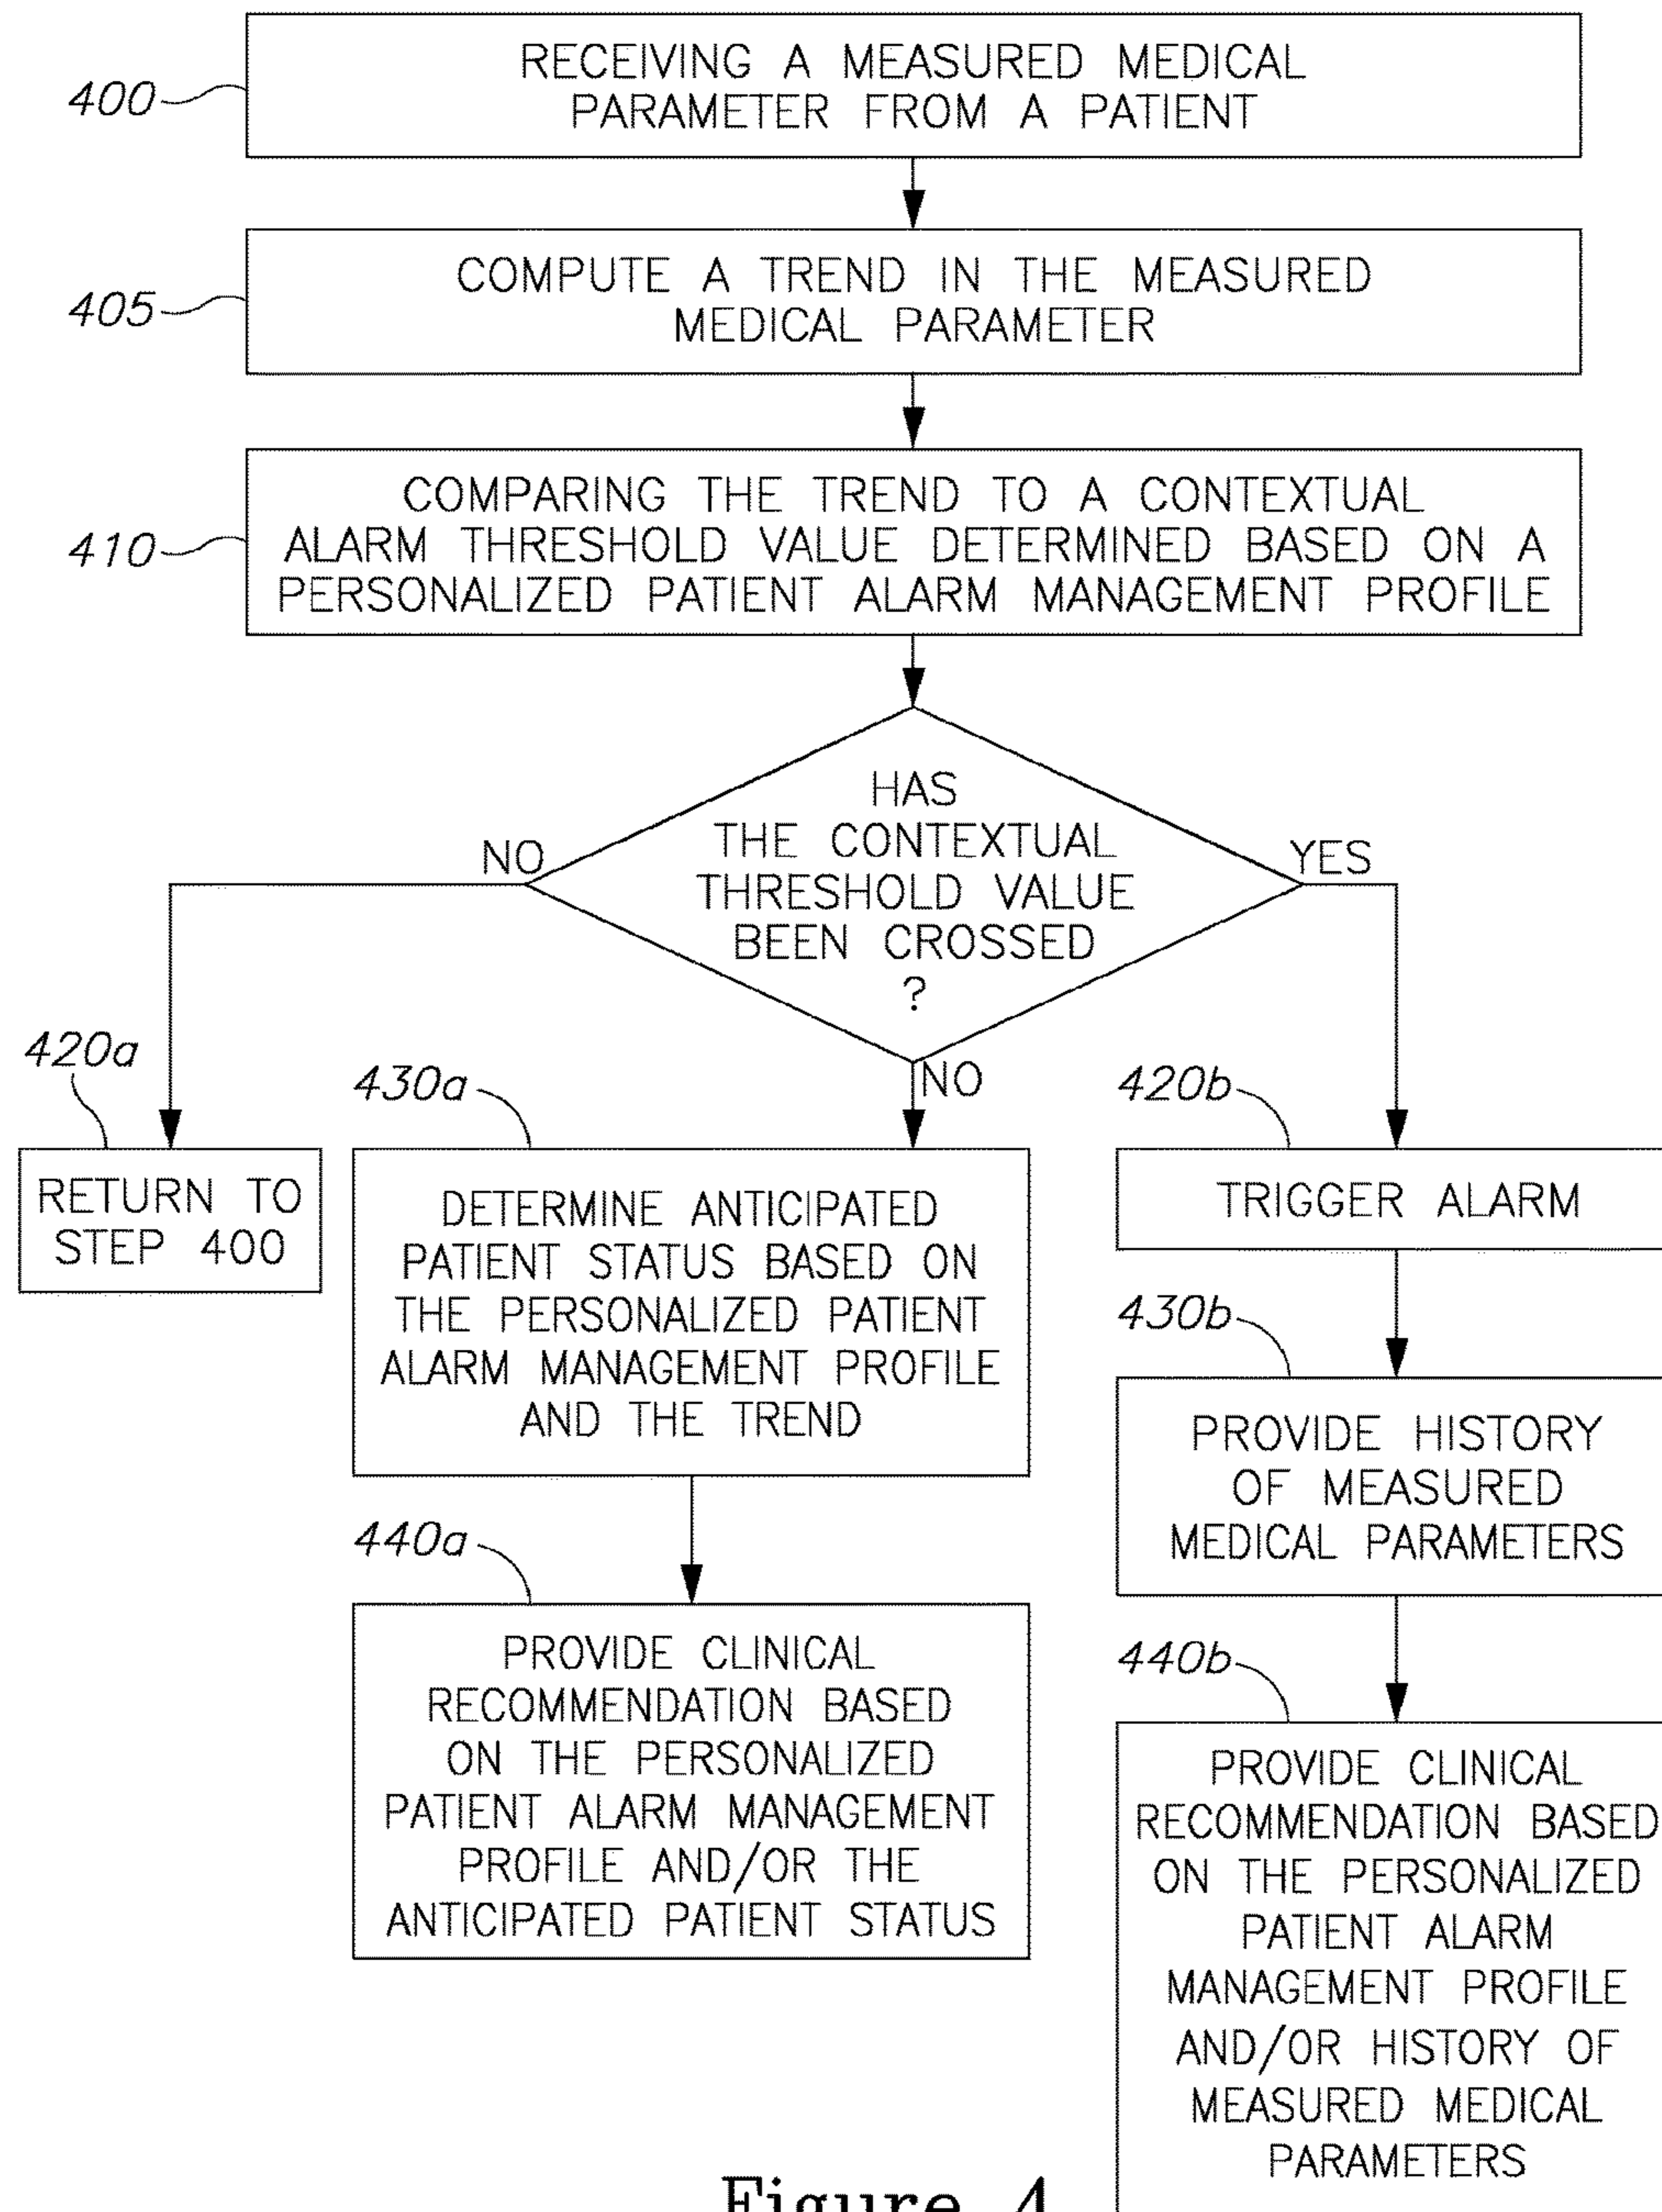 400
RECEIVING A MEASURED MEDICAL
PARAMETER FROM A PATIENT
405
COMPUTE A TREND IN THE MEASURED
MEDICAL PARAMETER
410
COMPARING THE TREND TO A CONTEXTUAL
ALARM THRESHOLD VALUE DETERMINED BASED ON A
PERSONALIZED PATIENT ALARM MANAGEMENT PROFILE
HAS
THE CONTEXTUAL
THRESHOLD VALUE
BEEN CROSSED
?
NO
YES
NO
420a
RETURN TO
STEP 400
430a
DETERMINE ANTICIPATED
PATIENT STATUS BASED ON
THE PERSONALIZED PATIENT
ALARM MANAGEMENT PROFILE
AND THE TREND
440a
PROVIDE CLINICAL
RECOMMENDATION BASED
ON THE PERSONALIZED
PATIENT ALARM MANAGEMENT
PROFILE AND/OR THE
ANTICIPATED PATIENT STATUS
420b
TRIGGER ALARM
430b
PROVIDE HISTORY
OF MEASURED
MEDICAL PARAMETERS
440b
PROVIDE CLINICAL
RECOMMENDATION BASED
ON THE PERSONALIZED
PATIENT ALARM
MANAGEMENT PROFILE
AND/OR HISTORY OF
MEASURED MEDICAL
PARAMETERS
Figure 4